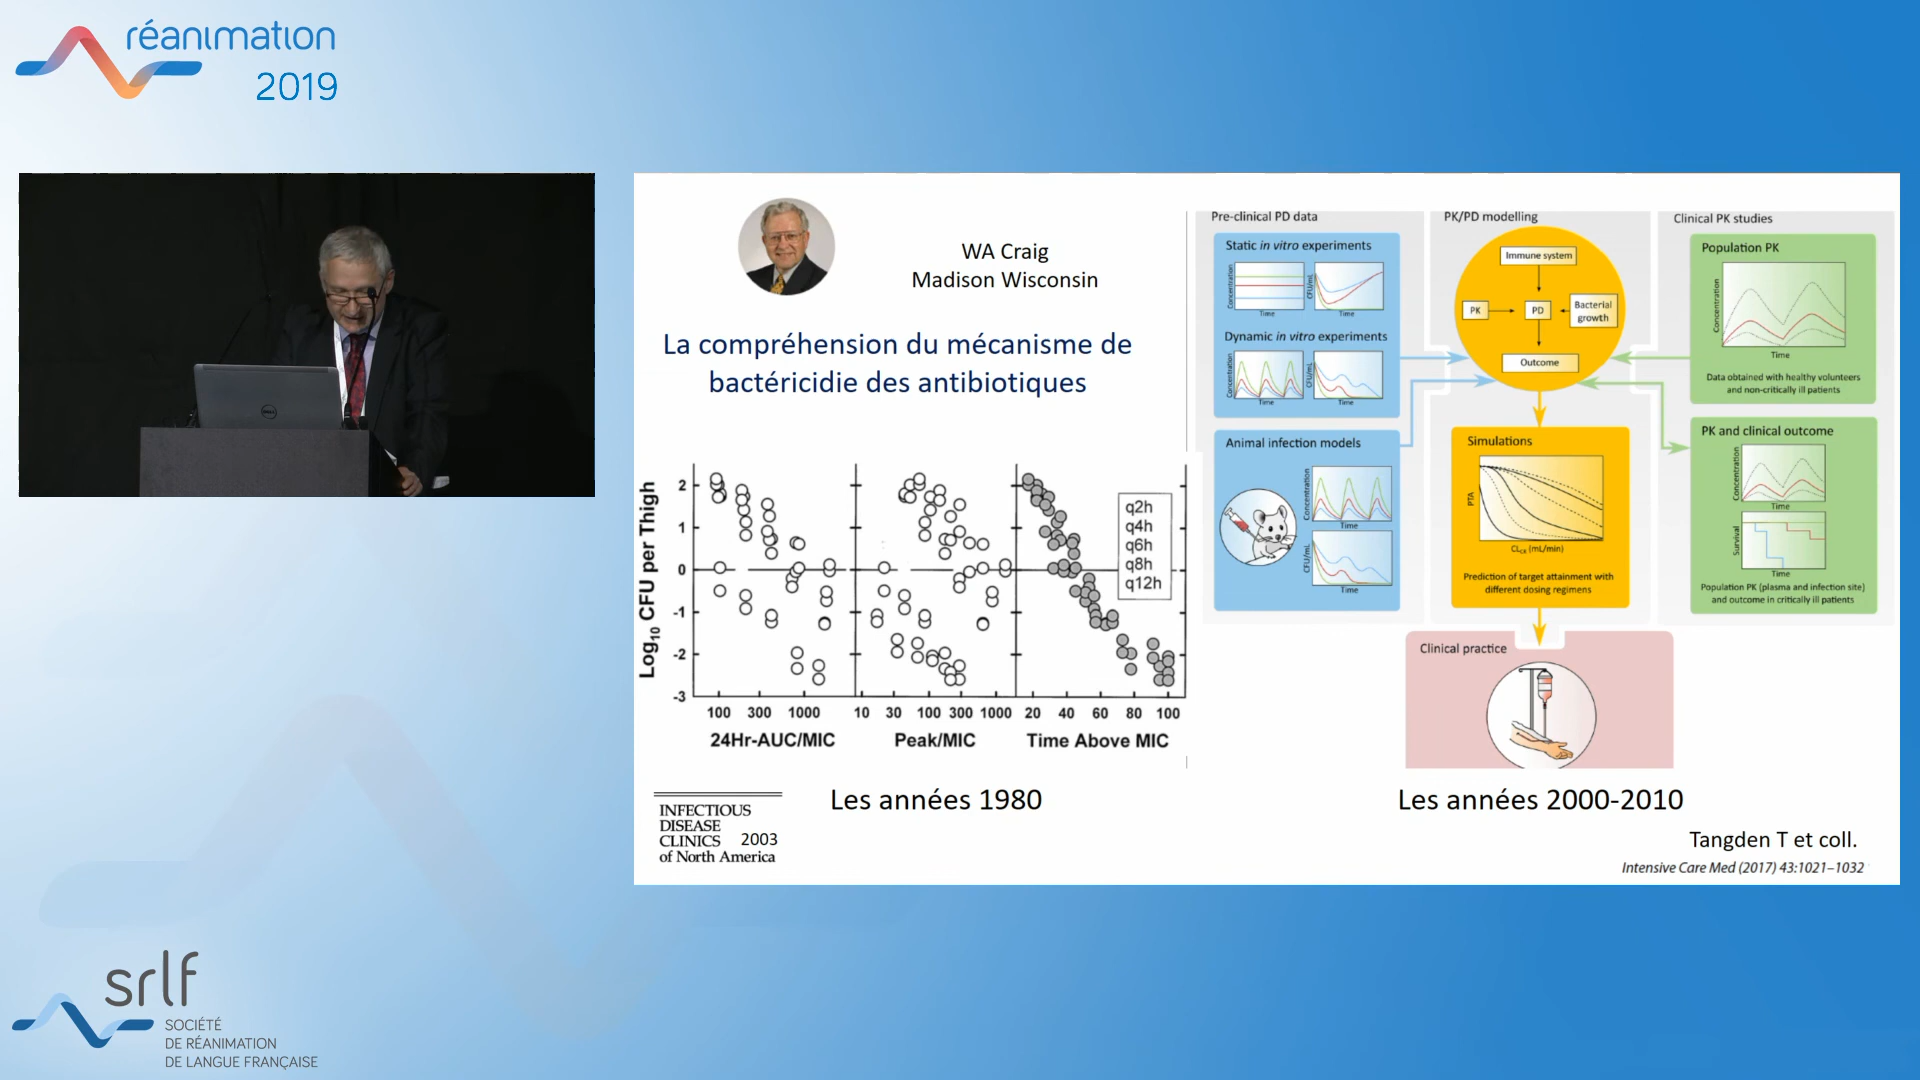 réanimation
2019
WA Craig
Madison Wisconsin
La compréhension du mécanisme de
bactéricidie des antibiotiques
Log10 CFU per Thigh
2
1
0
-1
-2
-3
q2h
q4h
q6h
q8h
q12h
100 300 1000
10 30 100 300 1000
20 40 60 80 100
24Hr-AUC/MIC
Peak/MIC
Time Above MIC
Les années 1980
INFECTIOUS
DISEASE
CLINICS 2003
of North America
Pre-clinical PD data
Static in vitro experiments
Concentration
Time
CFU/mL
Time
Dynamic in vitro experiments
Concentration
Time
CFU/mL
Time
Animal infection models
Concentration
Time
CFU/mL
Time
PK/PD modelling
Immune system
PK
PD
Bacterial
growth
Outcome
Simulations
PTA
CLCR (mL/min)
Prediction of target attainment with
different dosing regimens
Clinical practice
Clinical PK studies
Population PK
Concentration
Time
Data obtained with healthy volunteers
and non-critically ill patients
PK and clinical outcome
Concentration
Time
Survival
Time
Population PK (plasma and infection site)
and outcome in critically ill patients
Les années 2000-2010
Tangden T et coll.
Intensive Care Med (2017) 43:1021–1032
srlf
SOCIÉTÉ
DE RÉANIMATION
DE LANGUE FRANÇAISE